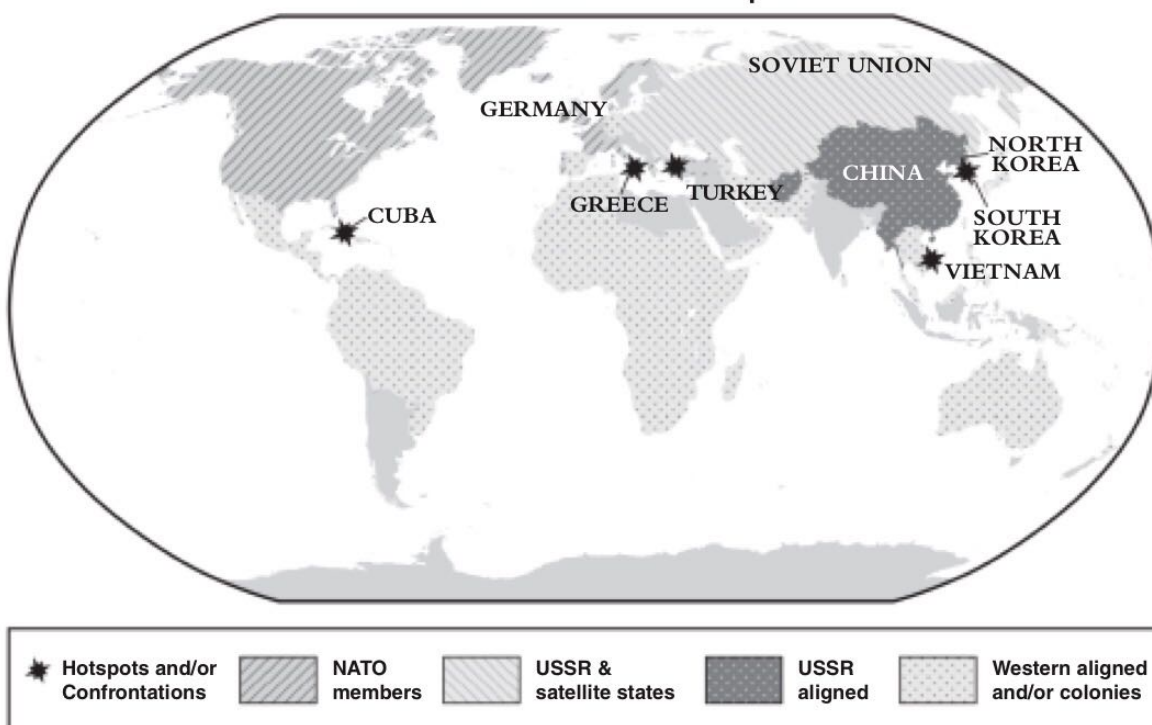 SOVIET UNION
GERMANY
NORTH
KOREA
CHINA
TURKEY
GREECE
CUBA
SOUTH
KOREA
VIETNAM
Hotspots and/or
Confrontations
NATO
members
USSR &
satellite states
USSR
aligned
Western aligned
and/or colonies